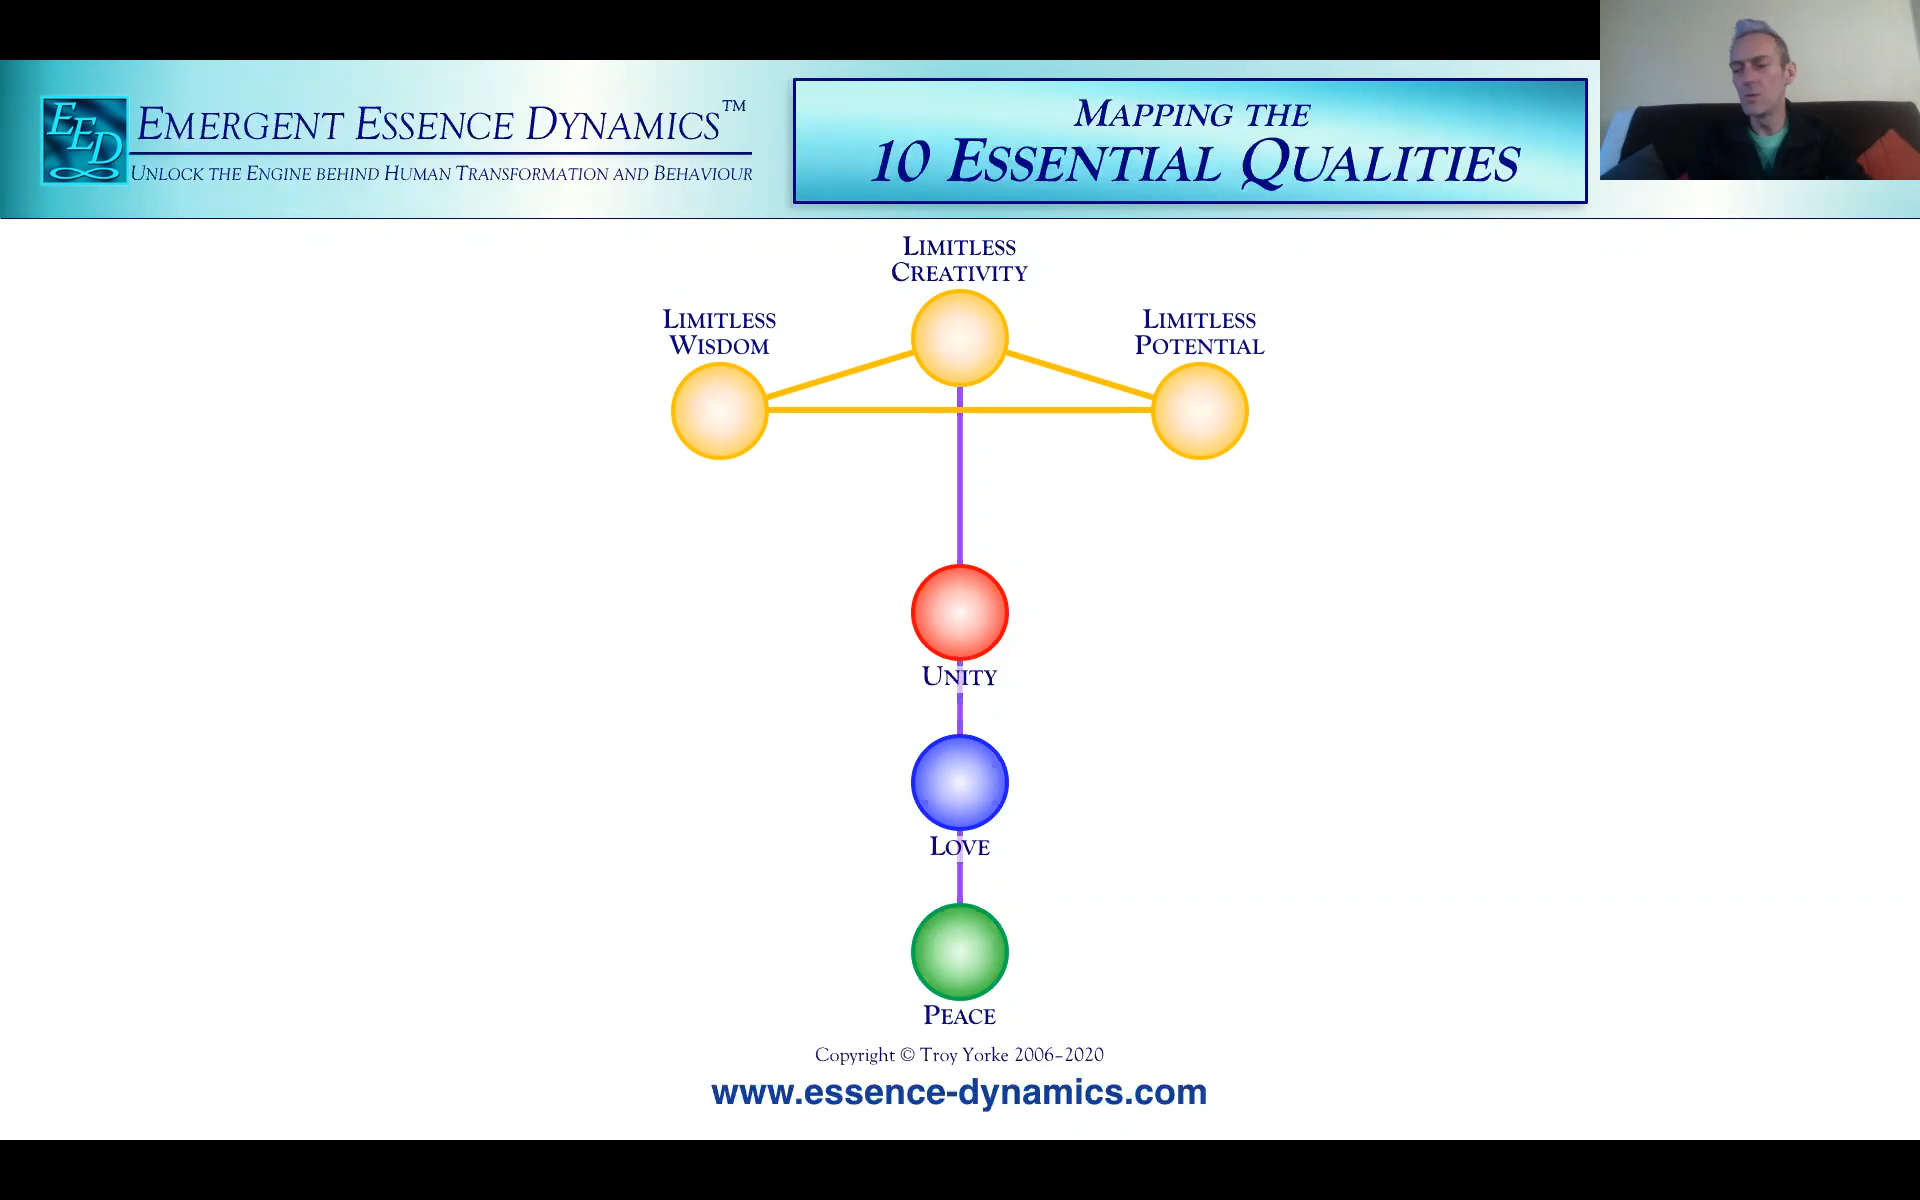 EED
EMERGENT ESSENCE DYNAMICS™
UNLOCK THE ENGINE BEHIND HUMAN TRANSFORMATION AND BEHAVIOUR
MAPPING THE
10 ESSENTIAL QUALITIES
LIMITLESS
CREATIVITY
LIMITLESS
WISDOM
LIMITLESS
POTENTIAL
UNITY
LOVE
PEACE
Copyright © Troy Yorke 2006–2020
www.essence-dynamics.com